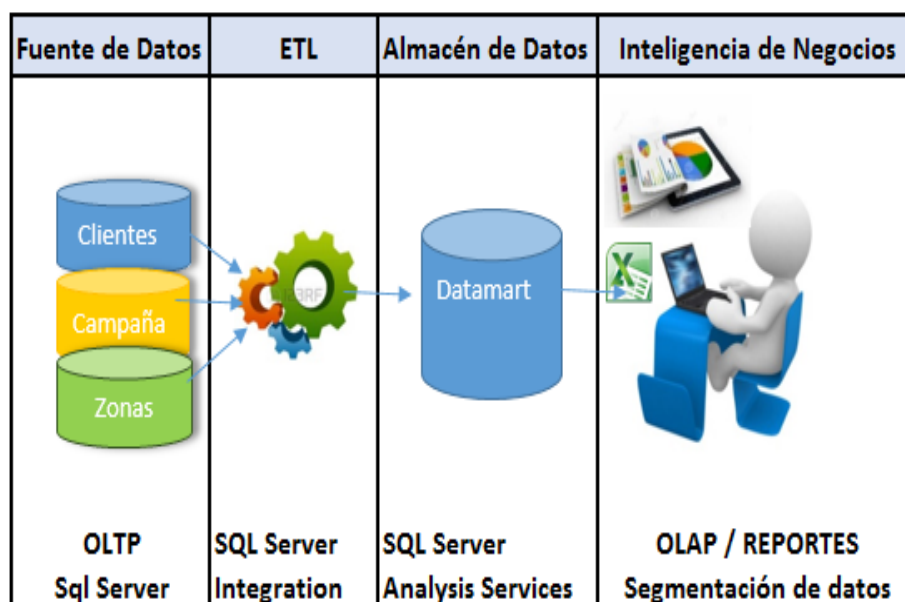 Fuente de Datos
ETL
Almacén de Datos
Inteligencia de Negocios
Clientes
Campaña
Zonas
123RF
Datamart
X
OLTP
Sql Server
SQL Server
Integration
SQL Server
Analysis Services
OLAP / REPORTES
Segmentación de datos